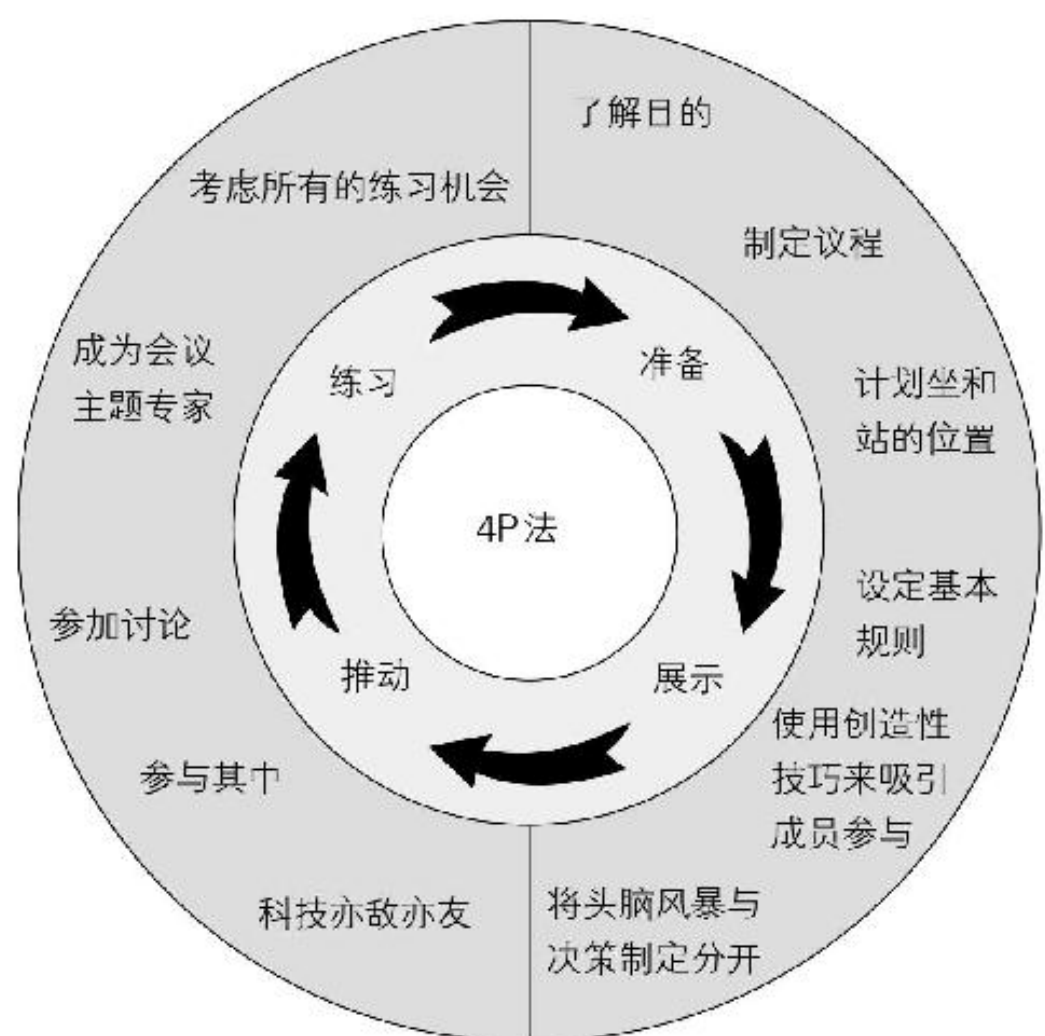 了解目的
制定议程
计划坐和
站的位置
设定基本
规则
使用创造性
技巧来吸引
成员参与
将头脑风暴与
决策制定分开
科技亦敌亦友
参与其中
参加讨论
成为会议
主题专家
考虑所有的练习机会
准备
展示
推动
练习
4P法